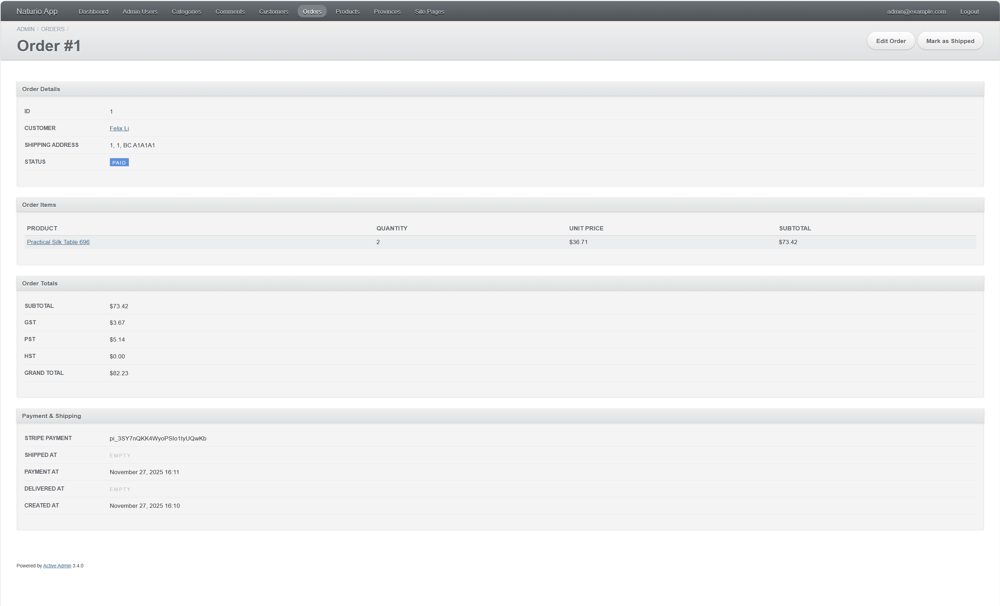 Naturio App Dashboard Admin Users Categories Comments Customers Orders Products Provinces Site Pages admin@example.com Logout
ADMIN / ORDERS /
Order #1
Edit Order Mark as Shipped
Order Details
ID 1
CUSTOMER Felix Li
SHIPPING ADDRESS 1, 1, BC A1A1A1
STATUS PAID
Order Items
PRODUCT QUANTITY UNIT PRICE SUBTOTAL
Practical Silk Table 696 2 $36.71 $73.42
Order Totals
SUBTOTAL $73.42
GST $3.67
PST $5.14
HST $0.00
GRAND TOTAL $82.23
Payment & Shipping
STRIPE PAYMENT pi_3SY7nQKK4WyoPSIo1tyUQwKb
SHIPPED AT EMPTY
PAYMENT AT November 27, 2025 16:11
DELIVERED AT EMPTY
CREATED AT November 27, 2025 16:10
Powered by Active Admin 3.4.0